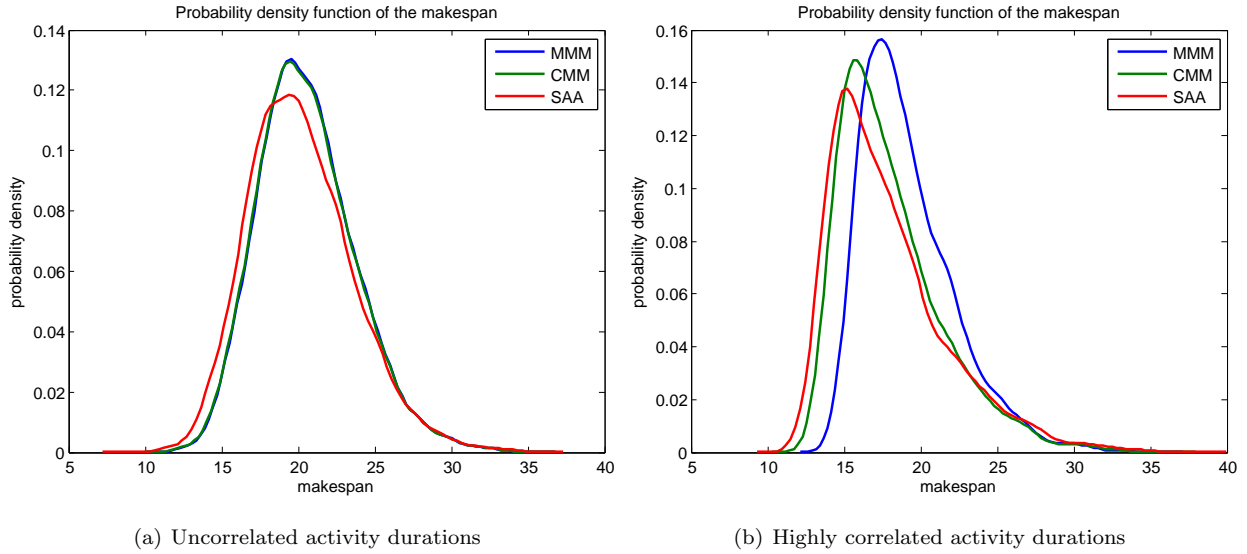 Probability density function of the makespan
0.14
0.12
0.1
0.08
0.06
0.04
0.02
0
probability density
5 10 15 20 25 30 35 40
makespan
MMM
CMM
SAA
(a) Uncorrelated activity durations
Probability density function of the makespan
0.16
0.14
0.12
0.1
0.08
0.06
0.04
0.02
0
probability density
5 10 15 20 25 30 35 40
makespan
MMM
CMM
SAA
(b) Highly correlated activity durations